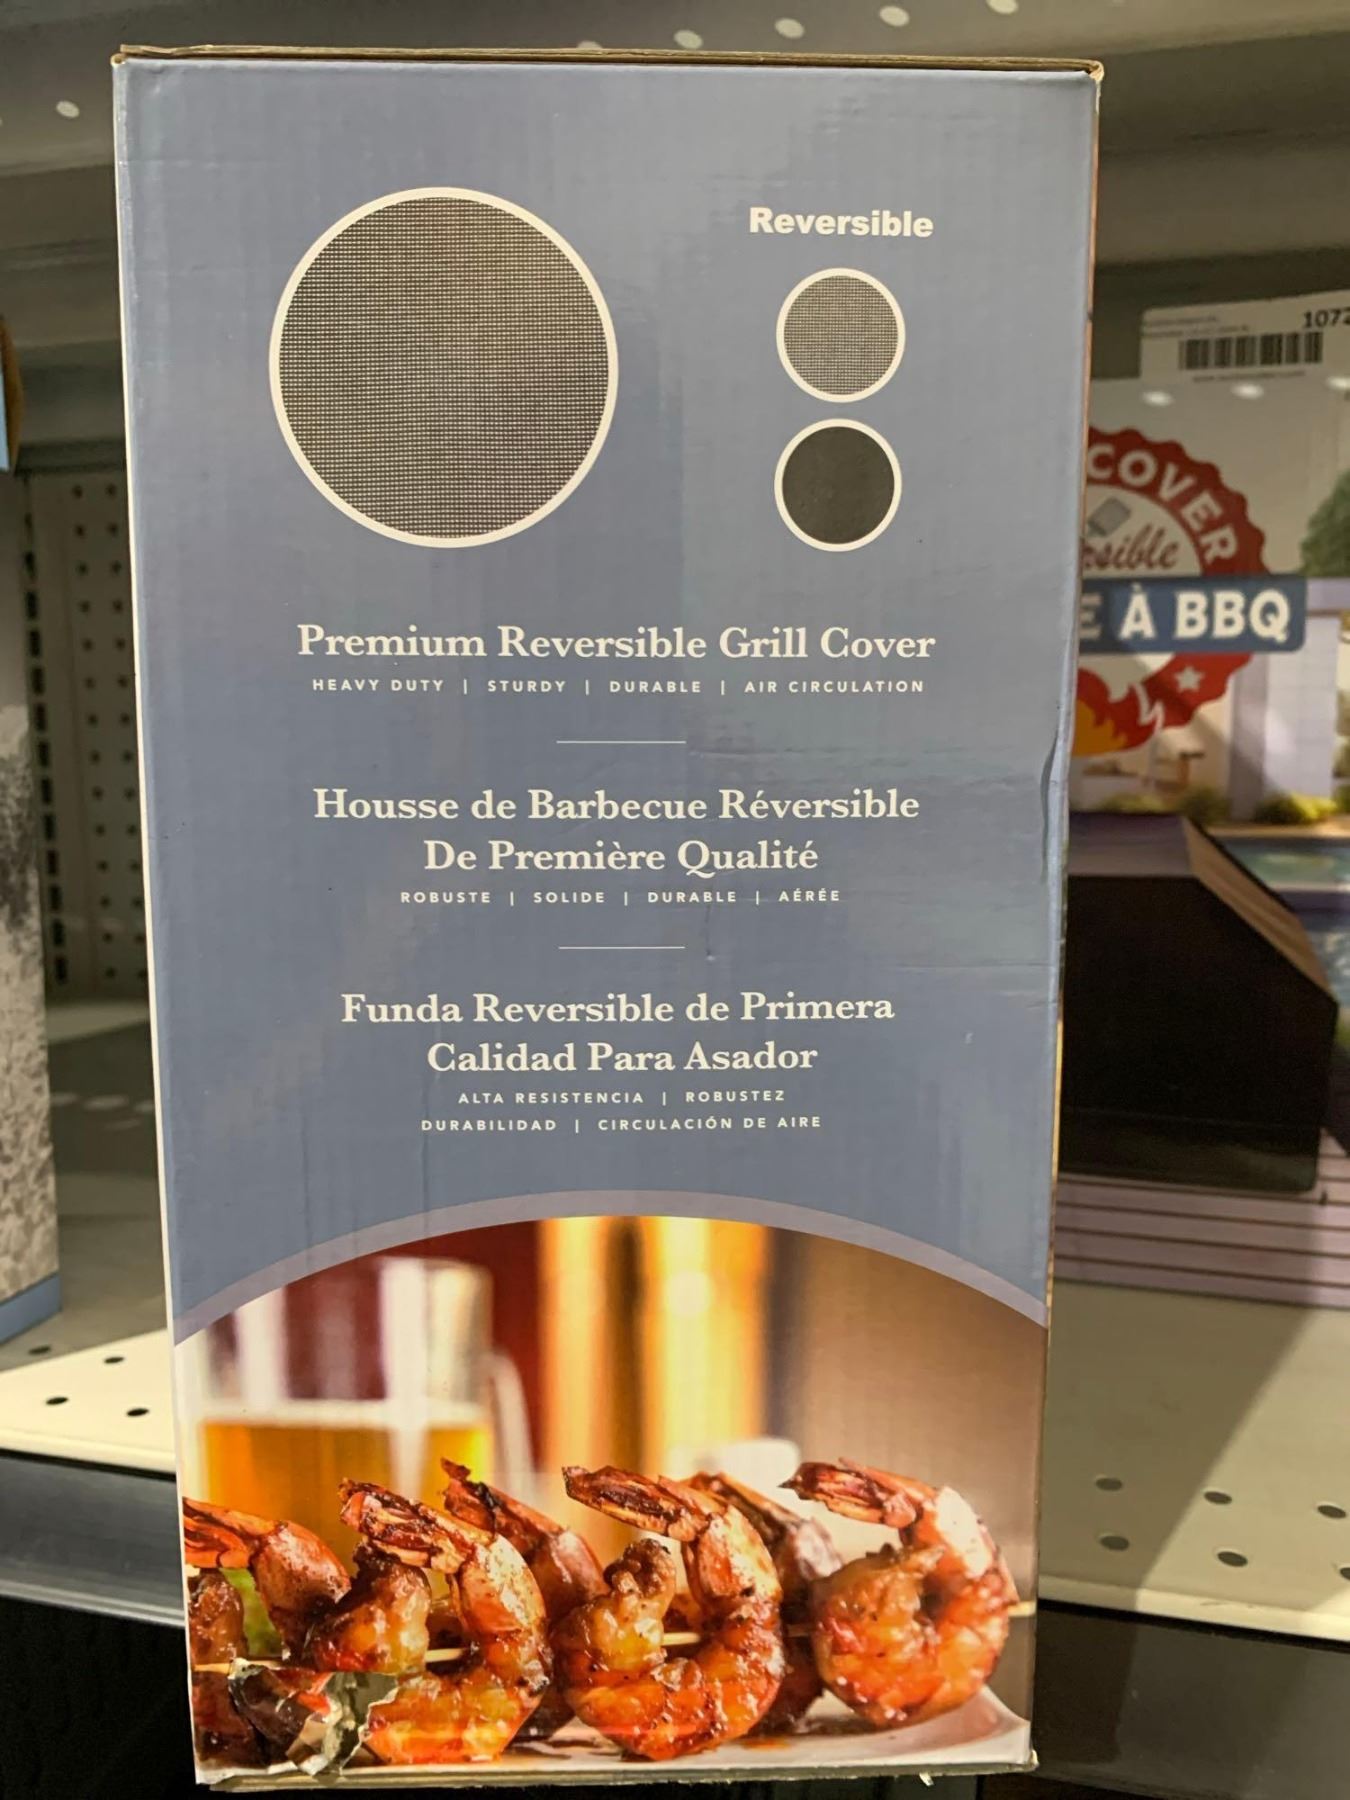 Reversible
Premium Reversible Grill Cover
HEAVY DUTY | STURDY | DURABLE | AIR CIRCULATION
Housse de Barbecue Réversible
De Première Qualité
ROBUSTE | SOLIDE | DURABLE | AÉRÉE
Funda Reversible de Primera
Calidad Para Asador
ALTA RESISTENCIA | ROBUSTEZ
DURABILIDAD | CIRCULACIÓN DE AIRE
1072
COVER
sible
E À BBQ